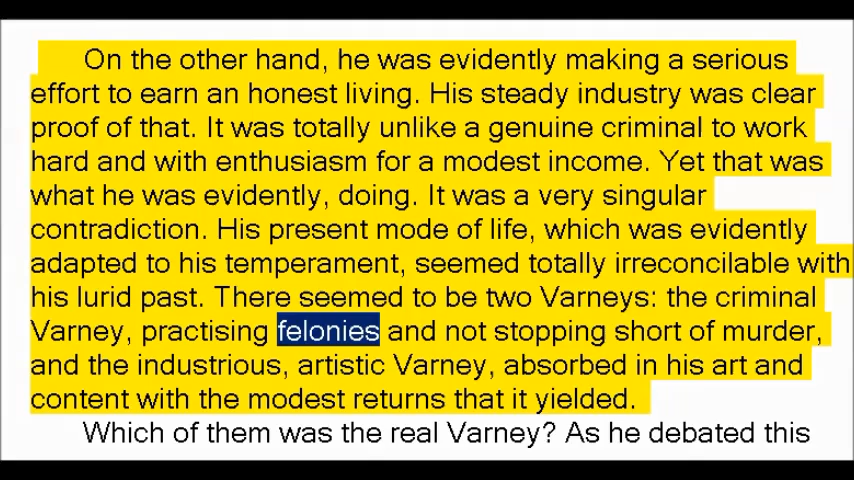 On the other hand, he was evidently making a serious
effort to earn an honest living. His steady industry was clear
proof of that. It was totally unlike a genuine criminal to work
hard and with enthusiasm for a modest income. Yet that was
what he was evidently, doing. It was a very singular
contradiction. His present mode of life, which was evidently
adapted to his temperament, seemed totally irreconcilable with
his lurid past. There seemed to be two Varneys: the criminal
Varney, practising felonies and not stopping short of murder,
and the industrious, artistic Varney, absorbed in his art and
content with the modest returns that it yielded.
Which of them was the real Varney? As he debated this